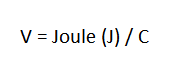 V = Joule (J) / C